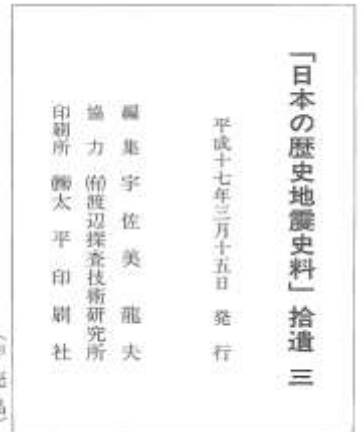 「日本の歴史地震史料」拾遺 三
平成十七年三月十五日 発行
編集 宇佐美 龍夫
協力 ㈲渡辺探査技術研究所
印刷所 ㈱太平印刷社